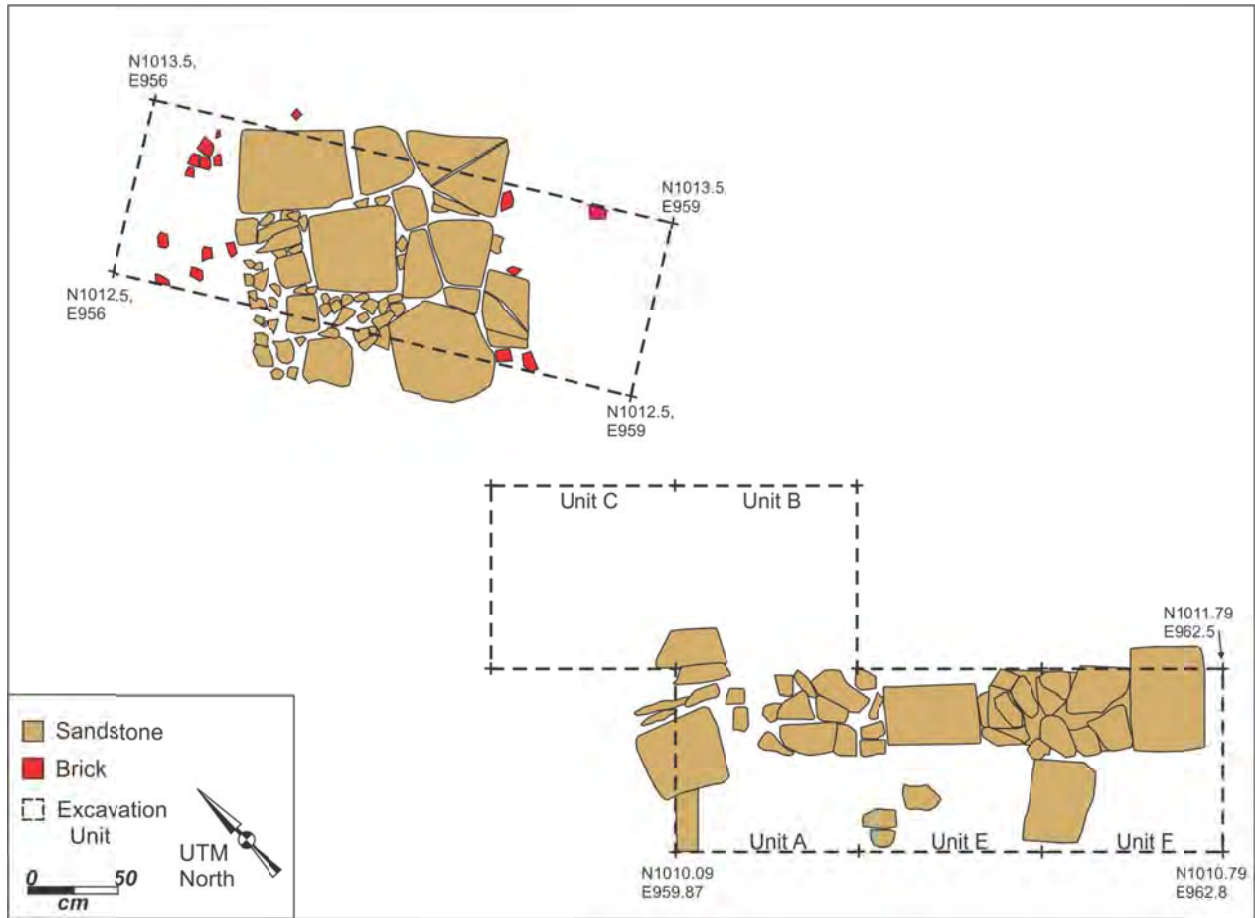 N1013.5,
E956
N1013.5,
E959
N1012.5,
E956
N1012.5,
E959
Unit C
Unit B
N1011.79
E962.5
Unit A
Unit E
Unit F
N1010.09
E959.87
N1010.79
E962.8
Sandstone
Brick
Excavation
Unit
UTM
North
0 50
cm